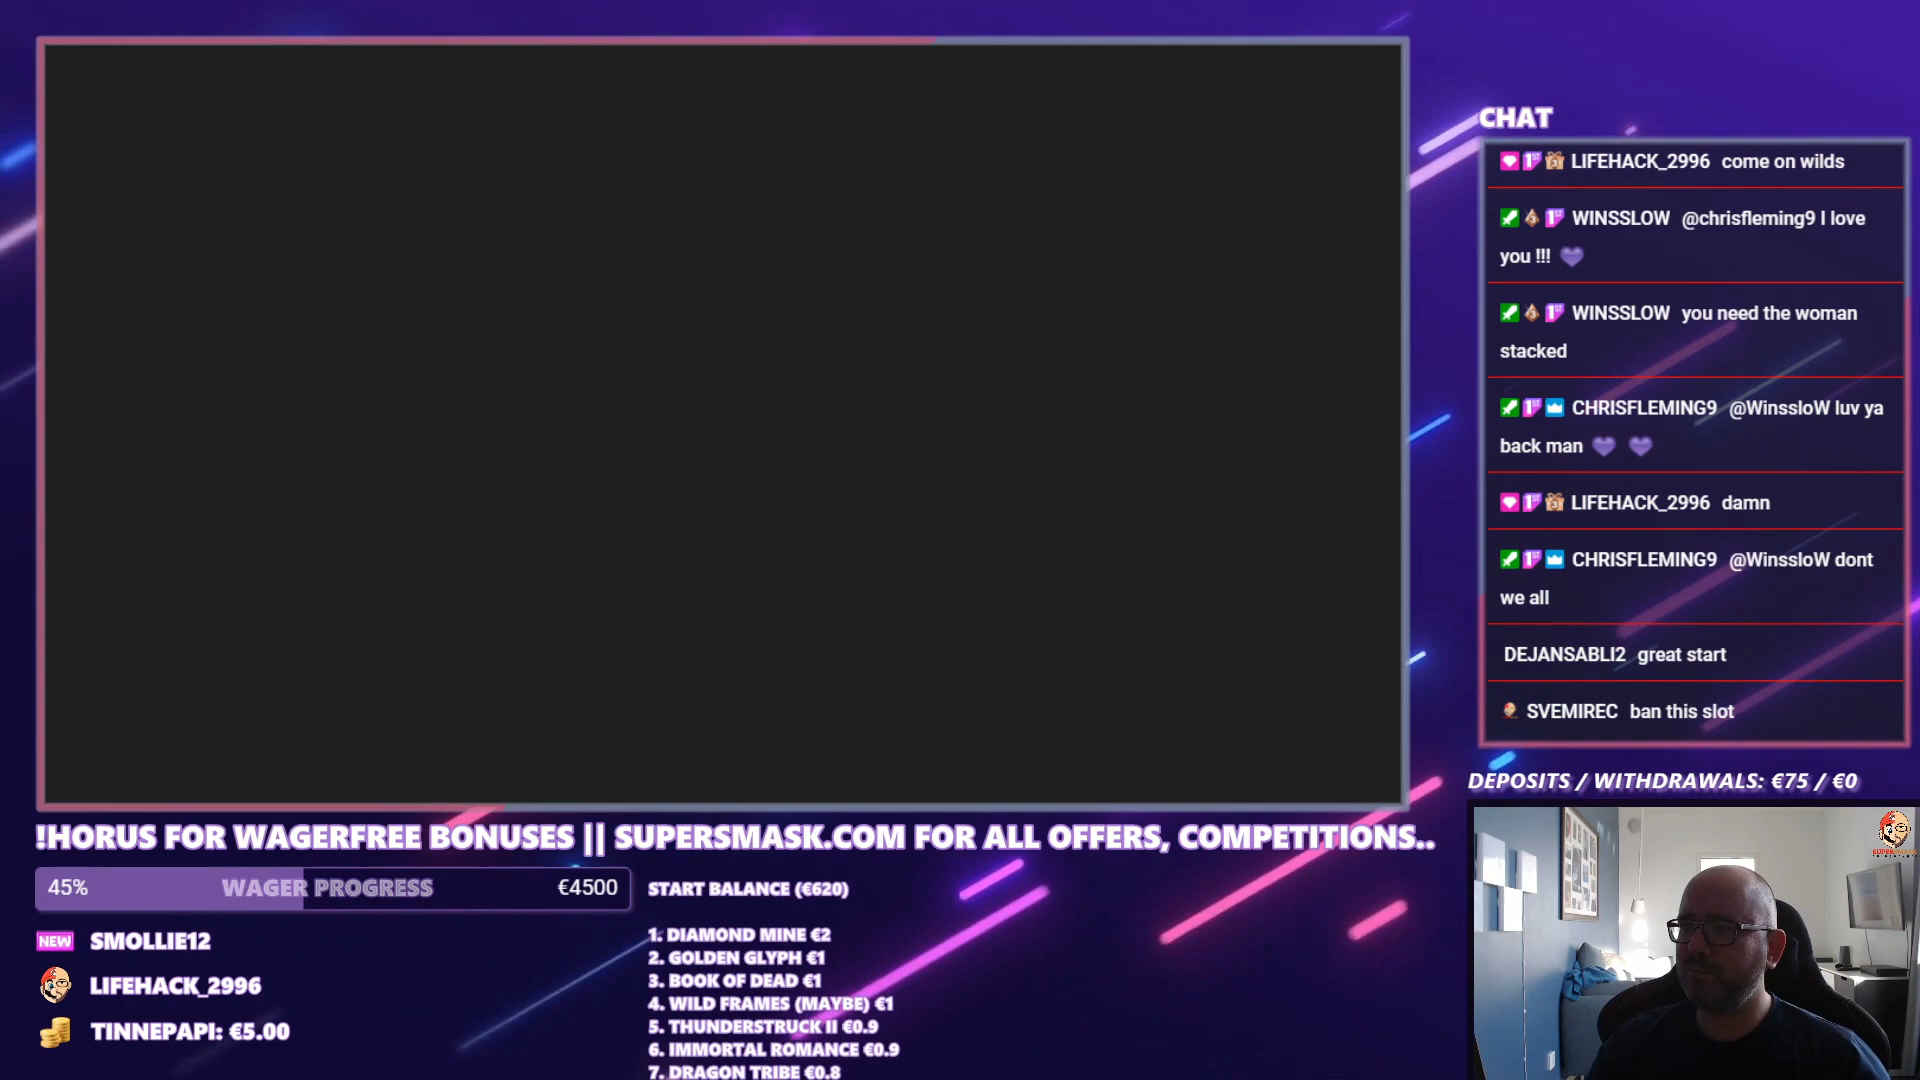 CHAT
LIFEHACK_2996 come on wilds
WINSSLOW @chrisfleming9 I love
you !!!
WINSSLOW you need the woman
stacked
CHRISFLEMING9 @WinssloW luv ya
back man
LIFEHACK_2996 damn
CHRISFLEMING9 @WinssloW dont
we all
DEJANSABLI2 great start
SVEMIREC ban this slot
DEPOSITS / WITHDRAWALS: €75 / €0
!HORUS FOR WAGERFREE BONUSES || SUPERSMASK.COM FOR ALL OFFERS, COMPETITIONS..
45% WAGER PROGRESS €4500
NEW SMOLLIE12
LIFEHACK_2996
TINNEPAPI: €5.00
START BALANCE (€620)
1. DIAMOND MINE €2
2. GOLDEN GLYPH €1
3. BOOK OF DEAD €1
4. WILD FRAMES (MAYBE) €1
5. THUNDERSTRUCK II €0.9
6. IMMORTAL ROMANCE €0.9
7. DRAGON TRIBE €0.8